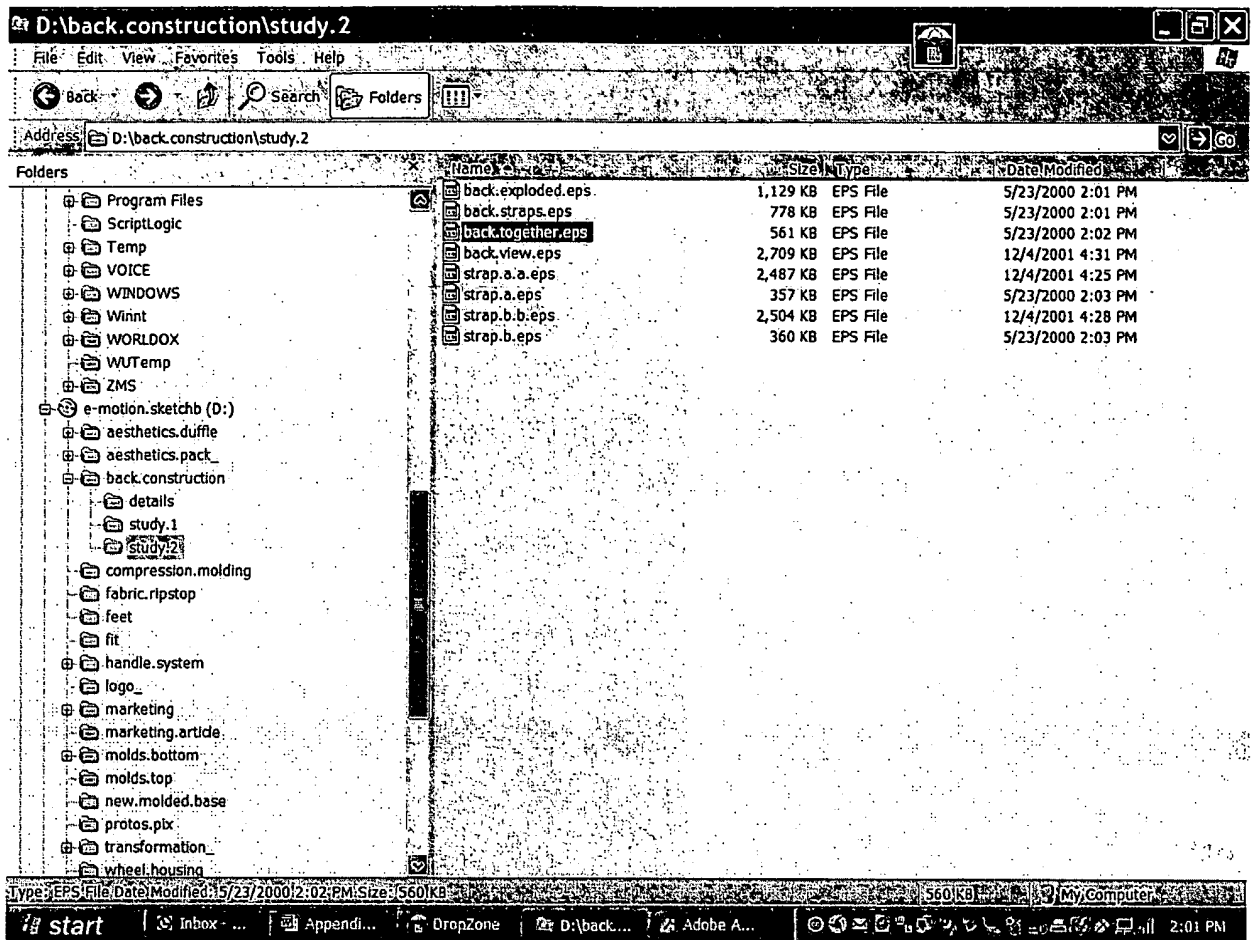 D:\back.construction\study.2
File Edit View Favorites Tools Help
Back Search Folders
Address D:\back.construction\study.2 Go
Folders
Program Files
ScriptLogic
Temp
VOICE
WINDOWS
Winnt
WORLDOX
WUTemp
ZMS
e-motion.sketchb (D:)
aesthetics.duffle
aesthetics.pack_
back.construction
details
study.1
study.2
compression.molding
fabric.ripstop
feet
fit
handle.system
logo_
marketing
marketing.article
molds.bottom
molds.top
new.molded.base
protos.pix
transformation_
wheel.housing
Name Size Type Date Modified
back.exploded.eps 1,129 KB EPS File 5/23/2000 2:01 PM
back.straps.eps 778 KB EPS File 5/23/2000 2:01 PM
back.together.eps 561 KB EPS File 5/23/2000 2:02 PM
back.view.eps 2,709 KB EPS File 12/4/2001 4:31 PM
strap.a.a.eps 2,487 KB EPS File 12/4/2001 4:25 PM
strap.a.eps 357 KB EPS File 5/23/2000 2:03 PM
strap.b.b.eps 2,504 KB EPS File 12/4/2001 4:28 PM
strap.b.eps 360 KB EPS File 5/23/2000 2:03 PM
Type: EPS File Date Modified: 5/23/2000 2:02 PM Size: 560 KB 560 KB My Computer
start Inbox - ... Appendi... DropZone D:\back.... Adobe A... 2:01 PM